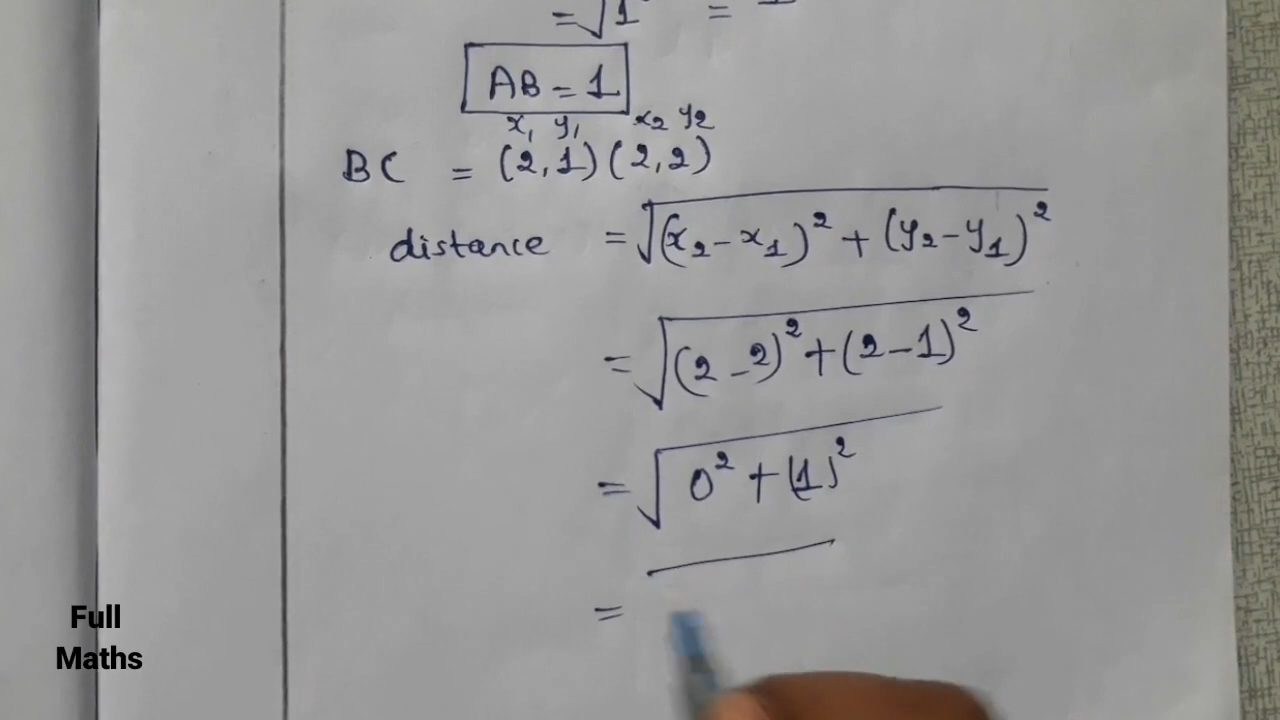 = √1 =
AB = 1
x₁ y₁ x₂ y₂
BC = (2,1)(2,2)
distance = √(x₂-x₁)² + (y₂-y₁)²
= √(2-2)² + (2-1)²
= √0² + (1)²
=
Full
Maths